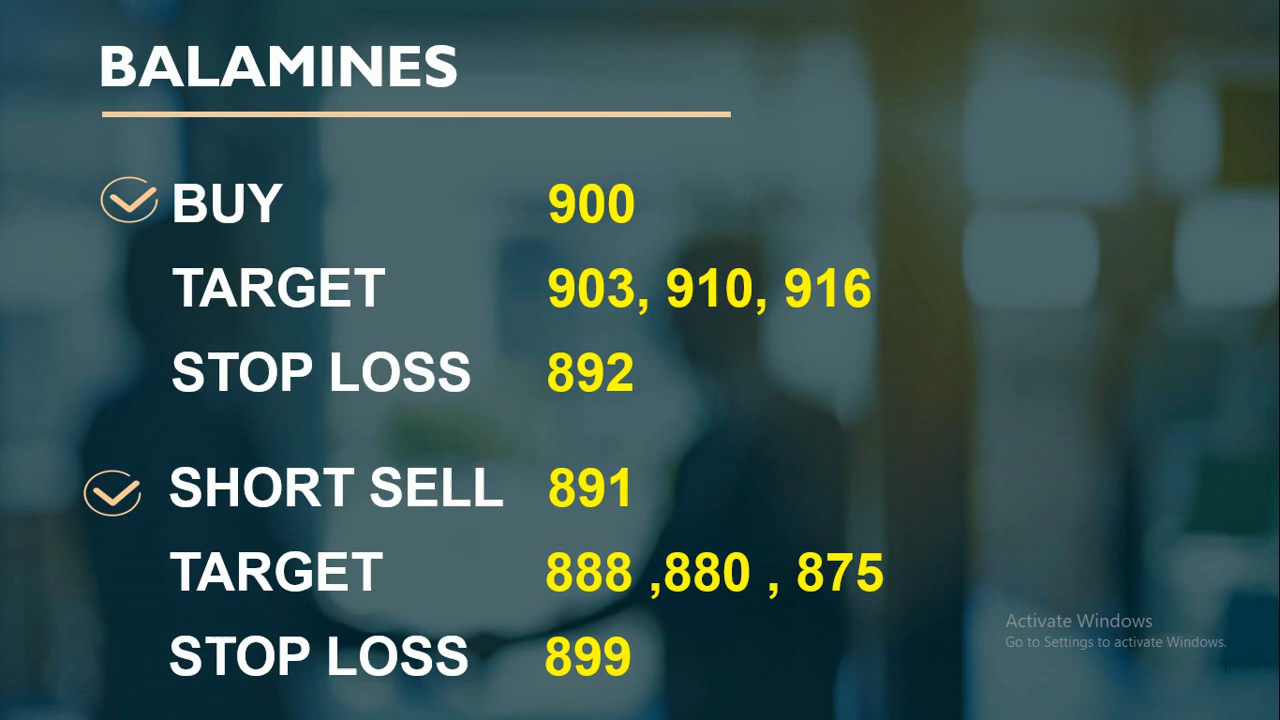 BALAMINES
BUY 900
TARGET 903, 910, 916
STOP LOSS 892
SHORT SELL 891
TARGET 888 ,880 , 875
STOP LOSS 899
Activate Windows
Go to Settings to activate Windows.